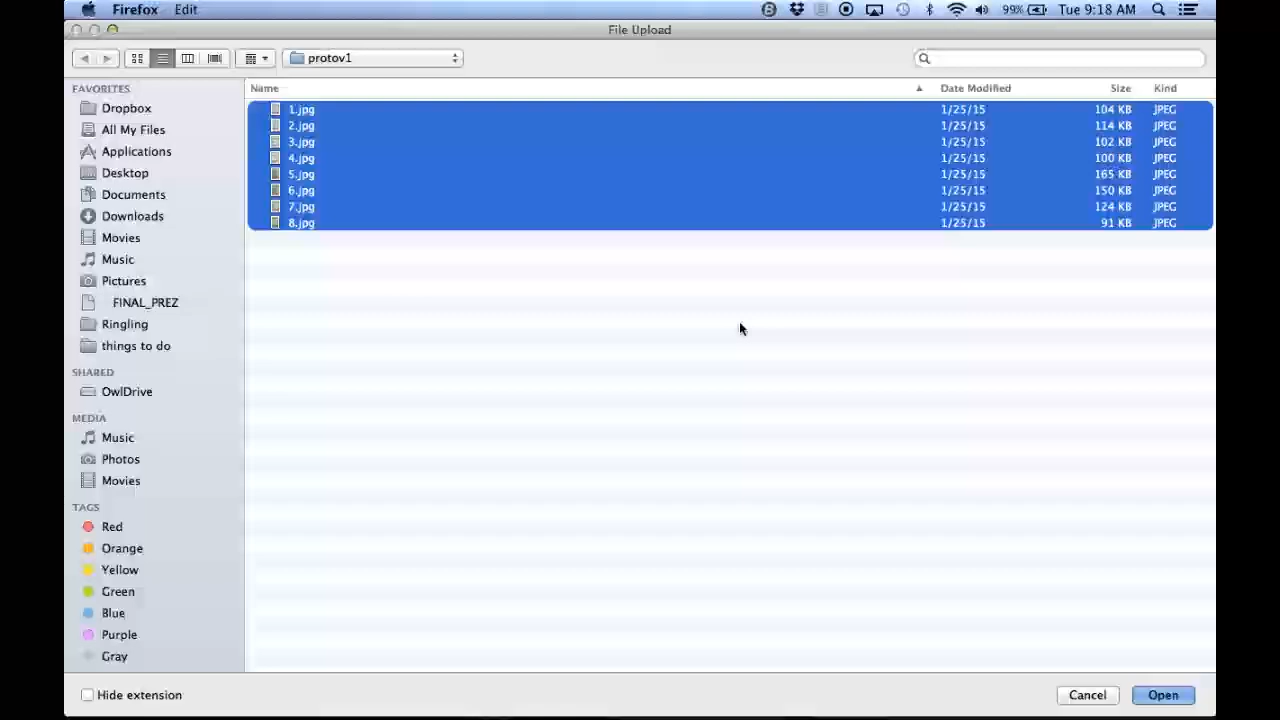 Firefox Edit 99% Tue 9:18 AM
File Upload
protov1
FAVORITES
Dropbox
All My Files
Applications
Desktop
Documents
Downloads
Movies
Music
Pictures
FINAL_PREZ
Ringling
things to do
SHARED
OwlDrive
MEDIA
Music
Photos
Movies
TAGS
Red
Orange
Yellow
Green
Blue
Purple
Gray
Name Date Modified Size Kind
1.jpg 1/25/15 104 KB JPEG
2.jpg 1/25/15 114 KB JPEG
3.jpg 1/25/15 102 KB JPEG
4.jpg 1/25/15 100 KB JPEG
5.jpg 1/25/15 165 KB JPEG
6.jpg 1/25/15 150 KB JPEG
7.jpg 1/25/15 124 KB JPEG
8.jpg 1/25/15 91 KB JPEG
Hide extension Cancel Open